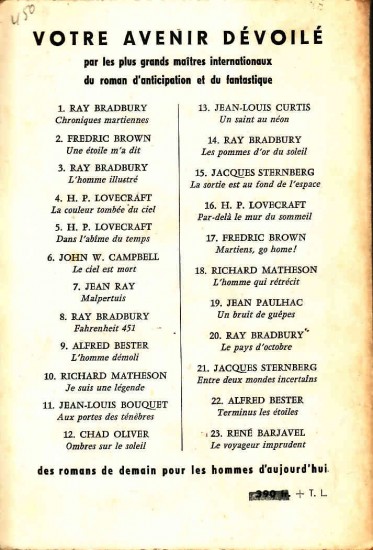 450
VOTRE AVENIR DÉVOILÉ
par les plus grands maîtres internationaux
du roman d'anticipation et du fantastique
1. RAY BRADBURY
Chroniques martiennes
2. FREDRIC BROWN
Une étoile m'a dit
3. RAY BRADBURY
L'homme illustré
4. H. P. LOVECRAFT
La couleur tombée du ciel
5. H. P. LOVECRAFT
Dans l'abîme du temps
6. JOHN W. CAMPBELL
Le ciel est mort
7. JEAN RAY
Malpertuis
8. RAY BRADBURY
Fahrenheit 451
9. ALFRED BESTER
L'homme démoli
10. RICHARD MATHESON
Je suis une légende
11. JEAN-LOUIS BOUQUET
Aux portes des ténèbres
12. CHAD OLIVER
Ombres sur le soleil
13. JEAN-LOUIS CURTIS
Un saint au néon
14. RAY BRADBURY
Les pommes d'or du soleil
15. JACQUES STERNBERG
La sortie est au fond de l'espace
16. H. P. LOVECRAFT
Par-delà le mur du sommeil
17. FREDRIC BROWN
Martiens, go home!
18. RICHARD MATHESON
L'homme qui rétrécit
19. JEAN PAULHAC
Un bruit de guêpes
20. RAY BRADBURY
Le pays d'octobre
21. JACQUES STERNBERG
Entre deux mondes incertains
22. ALFRED BESTER
Terminus les étoiles
23. RENÉ BARJAVEL
Le voyageur imprudent
des romans de demain pour les hommes d'aujourd'hui
390 + T. L.